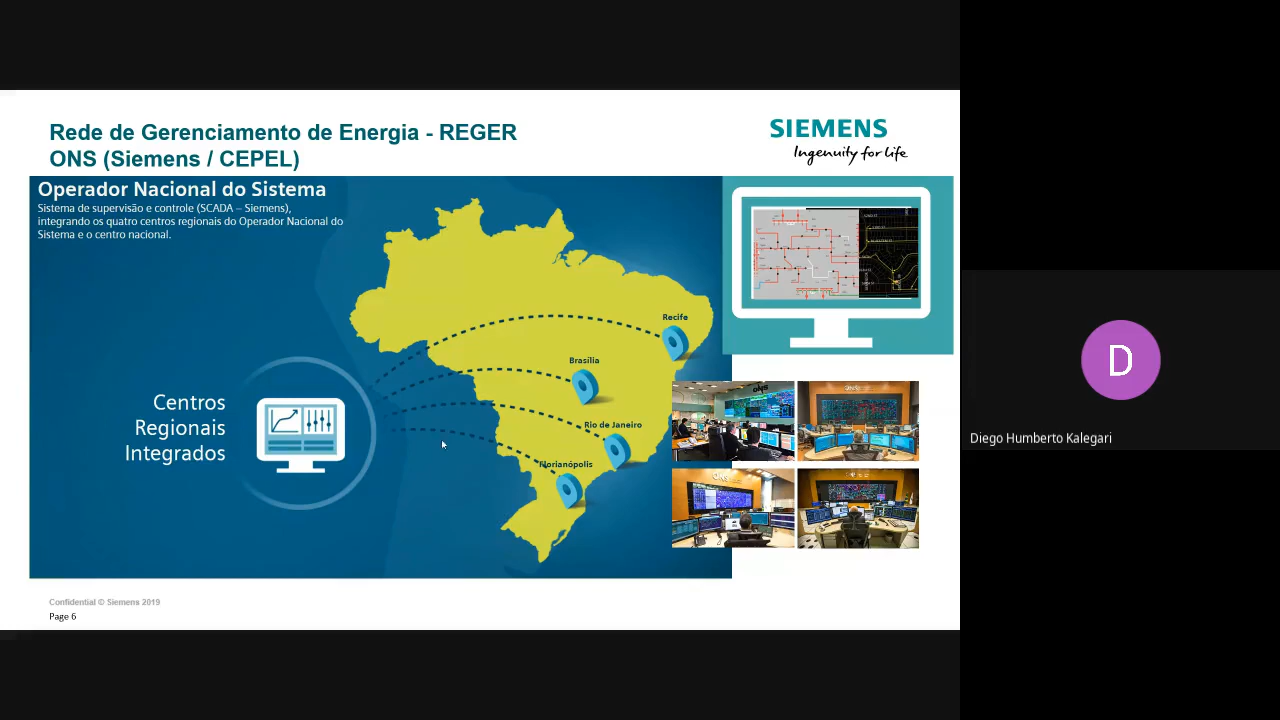 Rede de Gerenciamento de Energia - REGER
ONS (Siemens / CEPEL)
SIEMENS
Ingenuity for life
Operador Nacional do Sistema
Sistema de supervisão e controle (SCADA – Siemens),
integrando os quatro centros regionais do Operador Nacional do
Sistema e o centro nacional.
Recife
Brasília
Rio de Janeiro
Florianópolis
Centros
Regionais
Integrados
Confidential © Siemens 2019
Page 6
D
Diego Humberto Kalegari